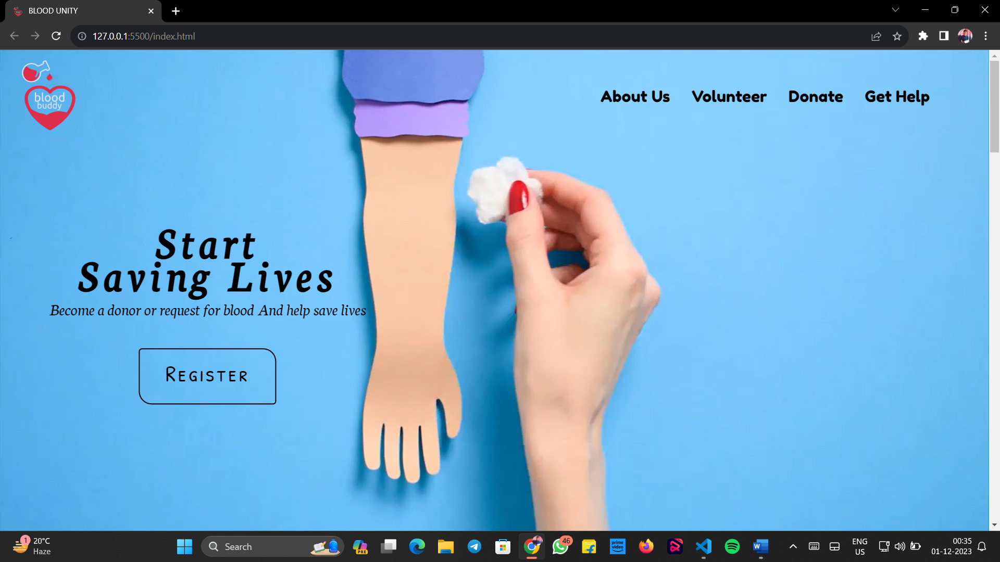 BLOOD UNITY
127.0.0.1:5500/index.html
blood
buddy
About Us Volunteer Donate Get Help
Start
Saving Lives
Become a donor or request for blood And help save lives
Register
1
20°C
Haze
Search
PRE
46
prime
video
W
ENG
US
00:35
01-12-2023